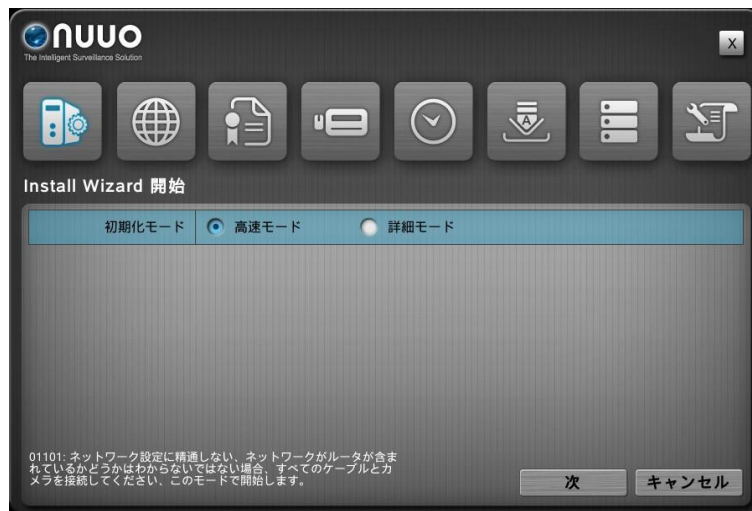 nuuo
The Intelligent Surveillance Solution
X
A
Install Wizard 開始
初期化モード 高速モード 詳細モード
01101: ネットワーク設定に精通しない、ネットワークがルータが含ま
れているかどうかはわからないではない場合、すべてのケーブルとカ
メラを接続してください、このモードで開始します。
次 キャンセル